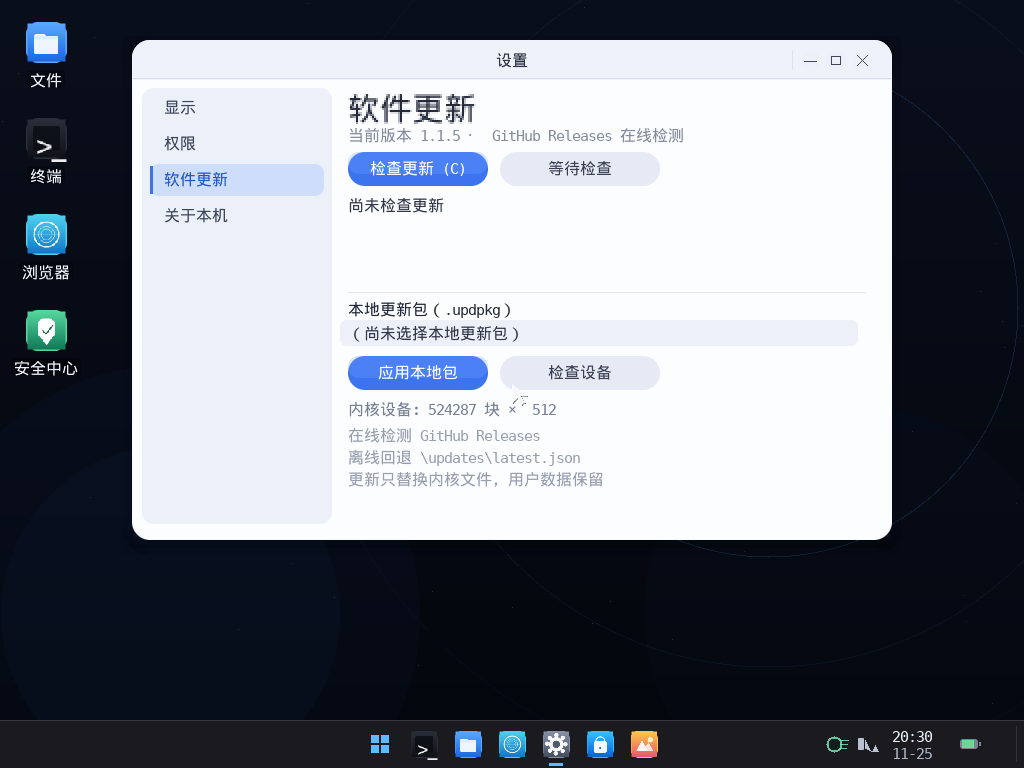 文件
终端
浏览器
安全中心
设置
显示
权限
软件更新
关于本机
软件更新
当前版本 1.1.5 · GitHub Releases 在线检测
检查更新 (C)
等待检查
尚未检查更新
本地更新包（.updpkg）
（尚未选择本地更新包）
应用本地包
检查设备
内核设备: 524287 块 × 512
在线检测 GitHub Releases
离线回退 \updates\latest.json
更新只替换内核文件, 用户数据保留
20:30
11-25